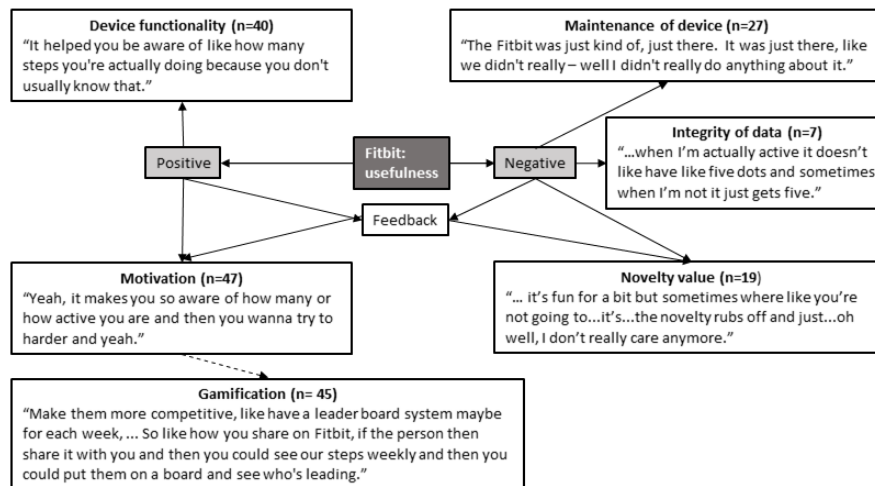 Device functionality (n=40)
“It helped you be aware of like how many
steps you're actually doing because you don't
usually know that.”
Maintenance of device (n=27)
“The Fitbit was just kind of, just there.  It was just there, like
we didn't really – well I didn't really do anything about it.”
Integrity of data (n=7)
“...when I’m actually active it doesn’t
like have like five dots and sometimes
when I’m not it just gets five.”
Positive
Fitbit:
usefulness
Negative
Feedback
Motivation (n=47)
“Yeah, it makes you so aware of how many or
how active you are and then you wanna try to
harder and yeah.”
Novelty value (n=19)
“... it’s fun for a bit but sometimes where like you’re
not going to...it’s...the novelty rubs off and just...oh
well, I don’t really care anymore.”
Gamification (n= 45)
“Make them more competitive, like have a leader board system maybe
for each week, ... So like how you share on Fitbit, if the person then
share it with you and then you could see our steps weekly and then you
could put them on a board and see who's leading.”